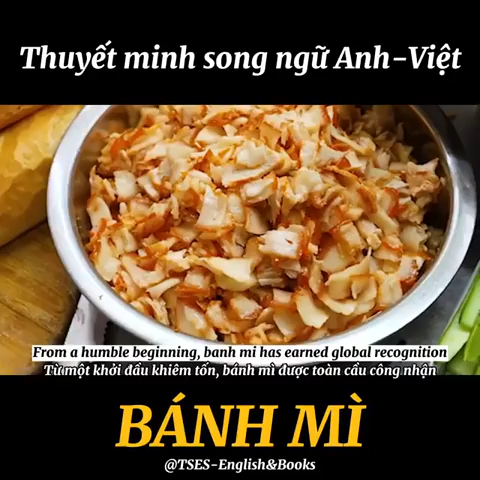 Thuyết minh song ngữ Anh-Việt
From a humble beginning, banh mi has earned global recognition
Từ một khởi đầu khiêm tốn, bánh mì được toàn cầu công nhận
BÁNH MÌ
@TSES-English&Books